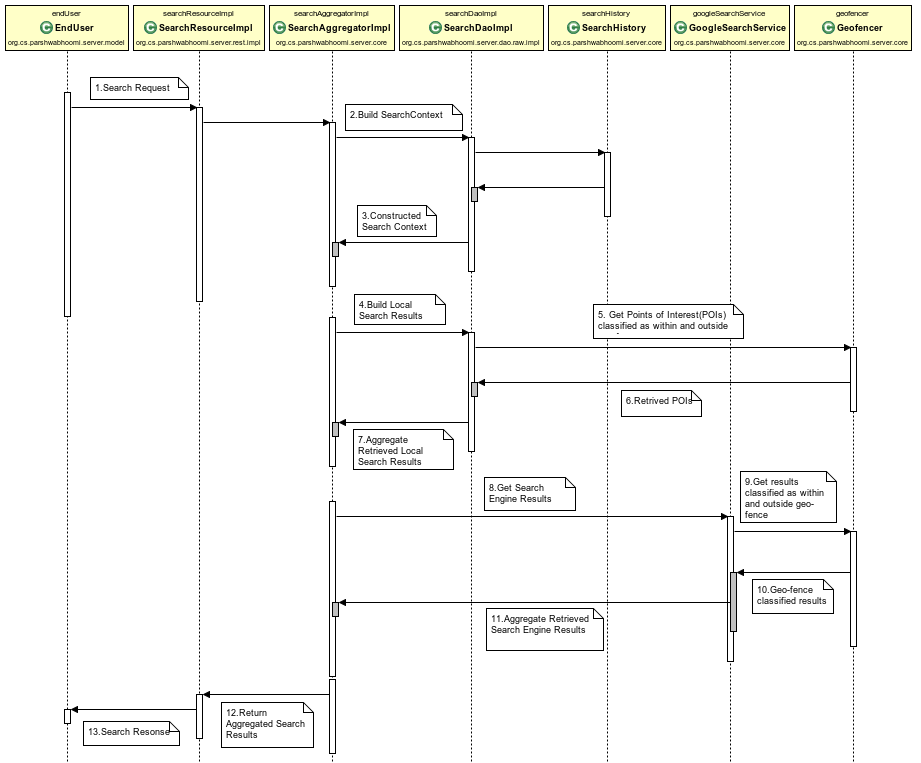 endUser
C EndUser
org.cs.parshwabhoomi.server.model
searchResourceImpl
C SearchResourceImpl
org.cs.parshwabhoomi.server.rest.impl
searchAggregatorImpl
C SearchAggregatorImpl
org.cs.parshwabhoomi.server.core
searchDaoImpl
C SearchDaoImpl
org.cs.parshwabhoomi.server.dao.raw.impl
searchHistory
C SearchHistory
org.cs.parshwabhoomi.server.core
googleSearchService
C GoogleSearchService
org.cs.parshwabhoomi.server.core
geofencer
C Geofencer
org.cs.parshwabhoomi.server.core
1.Search Request
2.Build SearchContext
3.Constructed
Search Context
4.Build Local
Search Results
5. Get Points of Interest(POIs)
classified as within and outside
6.Retrived POIs
7.Aggregate
Retrieved Local
Search Results
8.Get Search
Engine Results
9.Get results
classified as within
and outside geo-
fence
10.Geo-fence
classified results
11.Aggregate Retrieved
Search Engine Results
12.Return
Aggregated Search
Results
13.Search Resonse